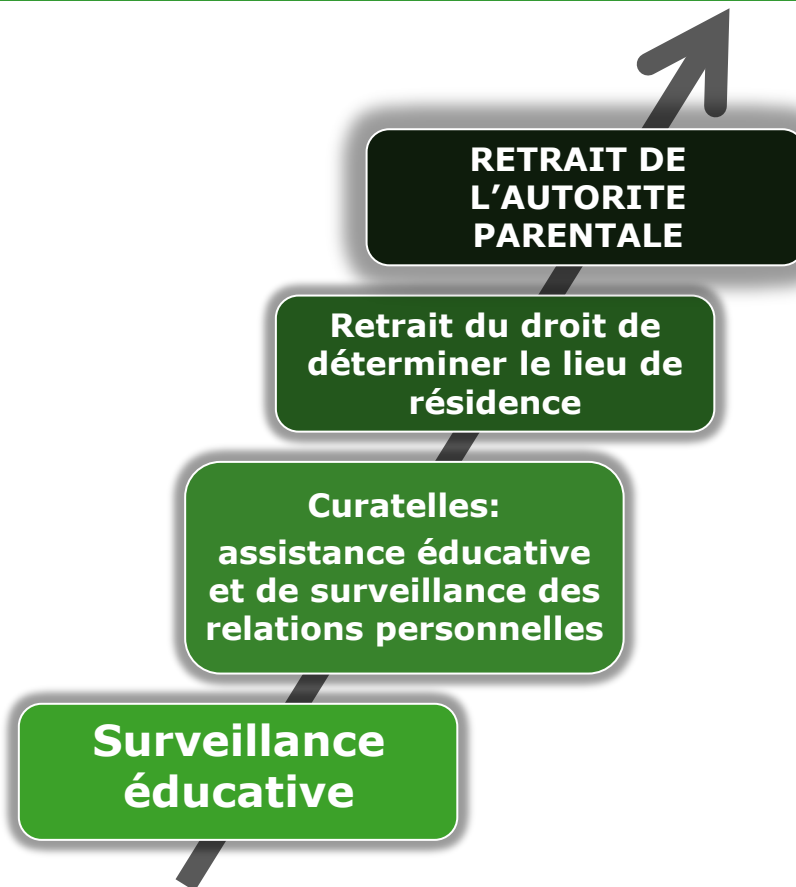 RETRAIT DE
L’AUTORITE
PARENTALE
Retrait du droit de
déterminer le lieu de
résidence
Curatelles:
assistance éducative
et de surveillance des
relations personnelles
Surveillance
éducative